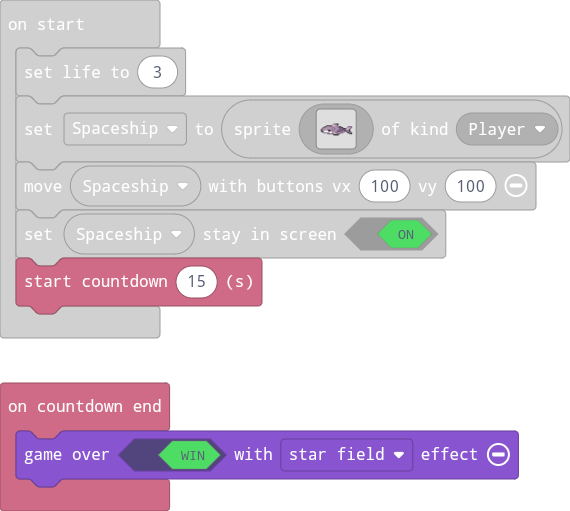 on start
set life to 3
set Spaceship to sprite of kind Player
move Spaceship with buttons vx 100 vy 100
set Spaceship stay in screen ON
start countdown 15 (s)
on countdown end
game over WIN with star field effect